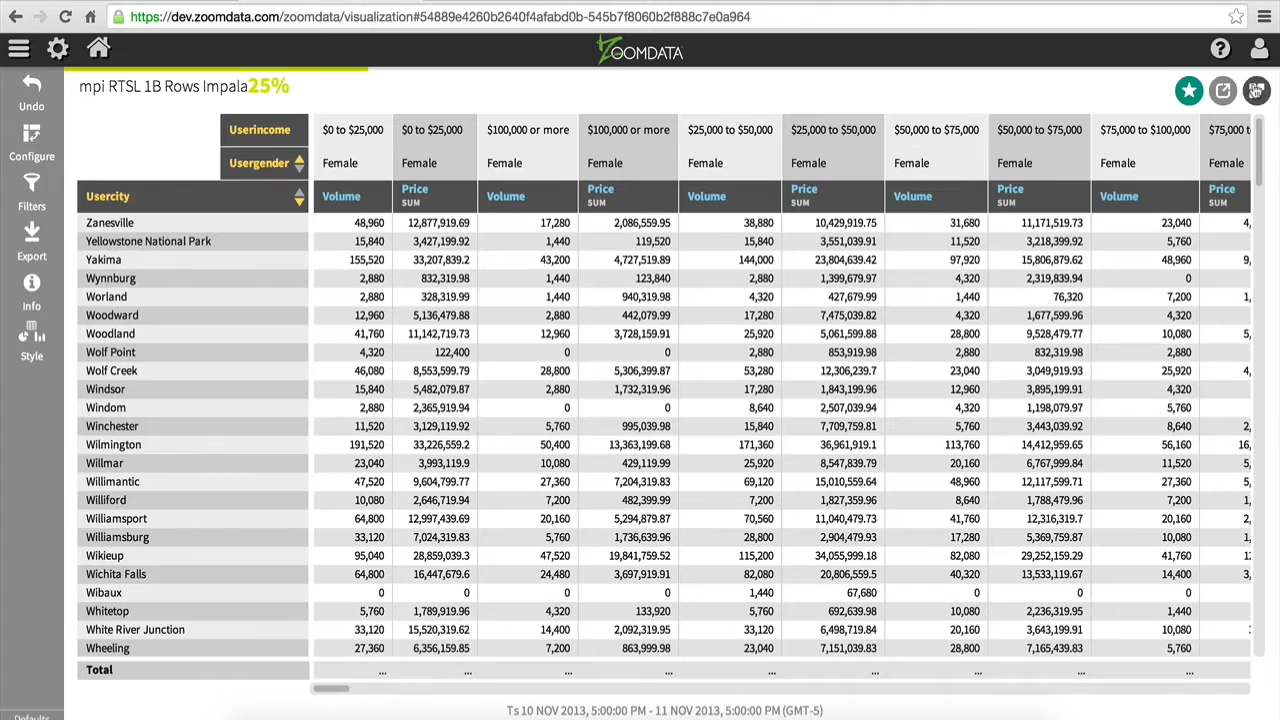 https://dev.zoomdata.com/zoomdata/visualization#54889e4260b2640f4afabd0b-545b7f8060b2f888c7e0a964
ZOOMDATA
Undo
Configure
Filters
Export
Info
Style
Defaults
mpi RTSL 1B Rows Impala 25%
Userincome $0 to $25,000 $0 to $25,000 $100,000 or more $100,000 or more $25,000 to $50,000 $25,000 to $50,000 $50,000 to $75,000 $50,000 to $75,000 $75,000 to $100,000 $75,000 t
Usergender Female Female Female Female Female Female Female Female Female Female
Usercity Volume Price SUM Volume Price SUM Volume Price SUM Volume Price SUM Volume Price SUM
Zanesville 48,960 12,877,919.69 17,280 2,086,559.95 38,880 10,429,919.75 31,680 11,171,519.73 23,040 4,
Yellowstone National Park 15,840 3,427,199.92 1,440 119,520 15,840 3,551,039.91 11,520 3,218,399.92 5,760
Yakima 155,520 33,207,839.2 43,200 4,727,519.89 144,000 23,804,639.42 97,920 15,806,879.62 48,960 9,
Wynnburg 2,880 832,319.98 1,440 123,840 2,880 1,399,679.97 4,320 2,319,839.94 0
Worland 2,880 328,319.99 1,440 940,319.98 4,320 427,679.99 1,440 76,320 7,200 1,
Woodward 12,960 5,136,479.88 2,880 442,079.99 17,280 7,475,039.82 4,320 1,677,599.96 4,320
Woodland 41,760 11,142,719.73 12,960 3,728,159.91 25,920 5,061,599.88 28,800 9,528,479.77 10,080 5,
Wolf Point 4,320 122,400 0 0 2,880 853,919.98 2,880 832,319.98 2,880
Wolf Creek 46,080 8,553,599.79 28,800 5,306,399.87 53,280 12,306,239.7 23,040 3,049,919.93 25,920 4,
Windsor 15,840 5,482,079.87 2,880 1,732,319.96 17,280 1,843,199.96 12,960 3,895,199.91 4,320
Windom 2,880 2,365,919.94 0 0 8,640 2,507,039.94 4,320 1,198,079.97 5,760
Winchester 11,520 3,129,119.92 5,760 995,039.98 15,840 7,709,759.81 5,760 3,443,039.92 8,640 2,
Wilmington 191,520 33,226,559.2 50,400 13,363,199.68 171,360 36,961,919.1 113,760 14,412,959.65 56,160 16,
Willmar 23,040 3,993,119.9 10,080 429,119.99 25,920 8,547,839.79 20,160 6,767,999.84 11,520 5,
Willimantic 47,520 9,604,799.77 27,360 7,204,319.83 69,120 15,010,559.64 48,960 12,117,599.71 27,360 5,
Williford 10,080 2,646,719.94 7,200 482,399.99 7,200 1,827,359.96 8,640 1,788,479.96 7,200 1,
Williamsport 64,800 12,997,439.69 20,160 5,294,879.87 70,560 11,040,479.73 41,760 12,316,319.7 20,160 2,
Williamsburg 33,120 7,024,319.83 5,760 1,736,639.96 28,800 2,904,479.93 17,280 5,369,759.87 10,080 1,
Wikieup 95,040 28,859,039.3 47,520 19,841,759.52 115,200 34,055,999.18 82,080 29,252,159.29 41,760
Wichita Falls 64,800 16,447,679.6 24,480 3,697,919.91 82,080 20,806,559.5 40,320 13,533,119.67 14,400 3,
Wibaux 0 0 0 0 1,440 67,680 0 0 0
Whitetop 5,760 1,789,919.96 4,320 133,920 5,760 692,639.98 10,080 2,236,319.95 1,440
White River Junction 33,120 15,520,319.62 14,400 2,092,319.95 33,120 6,498,719.84 20,160 3,643,199.91 10,080
Wheeling 27,360 6,356,159.85 7,200 863,999.98 23,040 7,151,039.83 28,800 7,165,439.83 5,760
Total ... ... ... ... ... ... ... ... ...
Ts 10 NOV 2013, 5:00:00 PM - 11 NOV 2013, 5:00:00 PM (GMT-5)